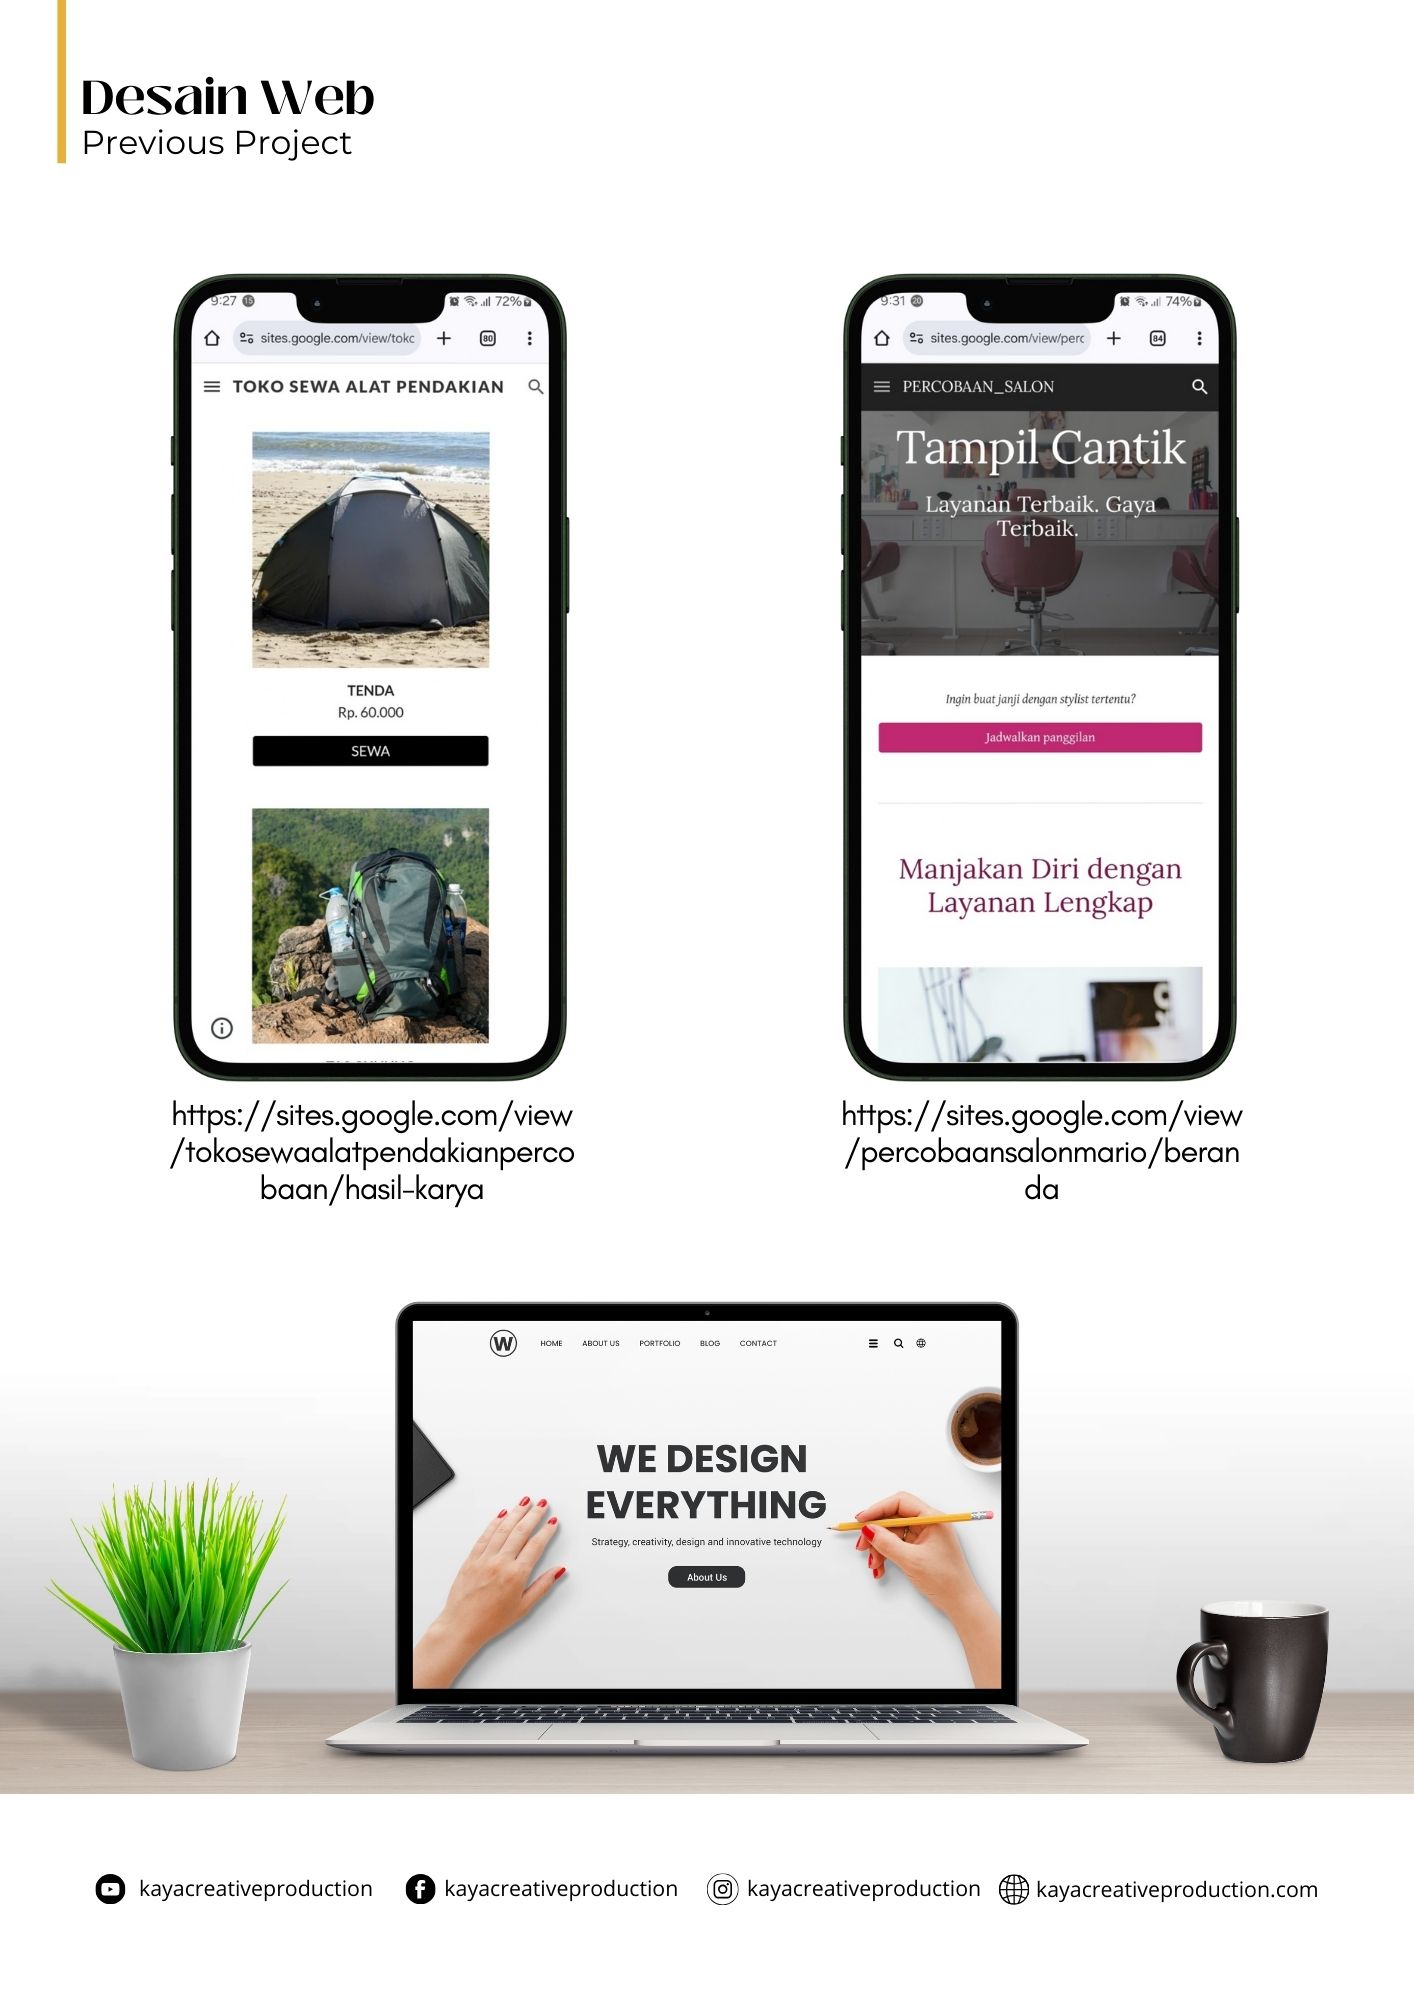 Desain Web
Previous Project
9:27 15
72%
sites.google.com/view/tokc
80
TOKO SEWA ALAT PENDAKIAN
TENDA
Rp. 60.000
SEWA
https://sites.google.com/view
/tokosewaalatpendakianperco
baan/hasil-karya
9:31 20
74%
sites.google.com/view/perc
84
PERCOBAAN_SALON
Tampil Cantik
Layanan Terbaik. Gaya
Terbaik.
Ingin buat janji dengan stylist tertentu?
Jadwalkan panggilan
Manjakan Diri dengan
Layanan Lengkap
https://sites.google.com/view
/percobaansalonmario/beran
da
W HOME ABOUT US PORTFOLIO BLOG CONTACT
WE DESIGN
EVERYTHING
Strategy, creativity, design and innovative technology
About Us
kayacreativeproduction kayacreativeproduction kayacreativeproduction kayacreativeproduction.com